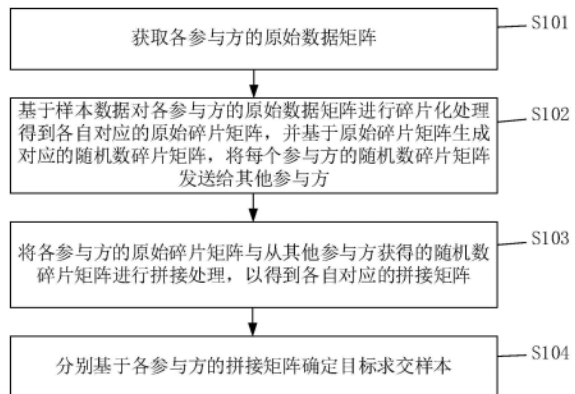 获取各参与方的原始数据矩阵
S101
基于样本数据对各参与方的原始数据矩阵进行碎片化处理
得到各自对应的原始碎片矩阵，并基于原始碎片矩阵生成
对应的随机数碎片矩阵，将每个参与方的随机数碎片矩阵
发送给其他参与方
S102
将各参与方的原始碎片矩阵与从其他参与方获得的随机数
碎片矩阵进行拼接处理，以得到各自对应的拼接矩阵
S103
分别基于各参与方的拼接矩阵确定目标求交样本
S104